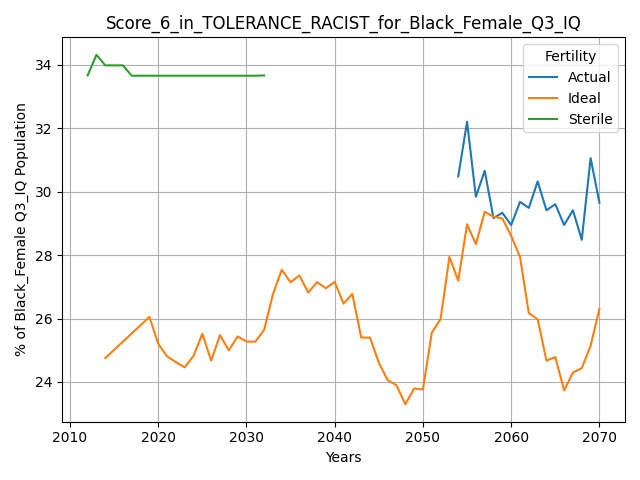 Score_6_in_TOLERANCE_RACIST_for_Black_Female_Q3_IQ
Fertility
Actual
Ideal
Sterile
% of Black_Female Q3_IQ Population
34
32
30
28
26
24
2010 2020 2030 2040 2050 2060 2070
Years